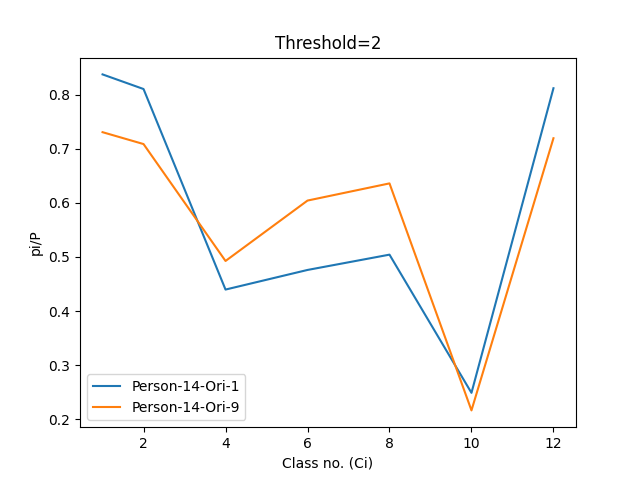 Threshold=2
pi/P
0.8
0.7
0.6
0.5
0.4
0.3
0.2
Person-14-Ori-1
Person-14-Ori-9
2 4 6 8 10 12
Class no. (Ci)